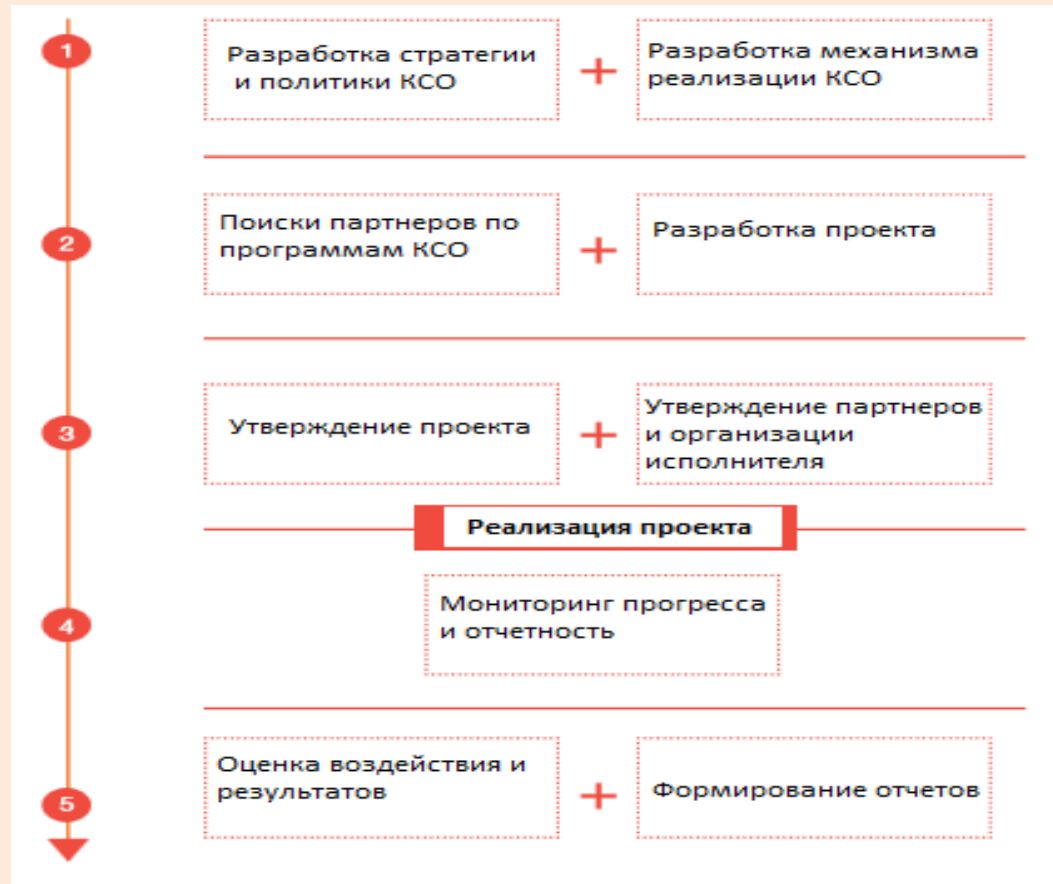 1
Разработка стратегии
и политики КСО
+
Разработка механизма
реализации КСО
2
Поиски партнеров по
программам КСО
+
Разработка проекта
3
Утверждение проекта
+
Утверждение партнеров
и организации
исполнителя
Реализация проекта
4
Мониторинг прогресса
и отчетность
5
Оценка воздействия и
результатов
+
Формирование отчетов